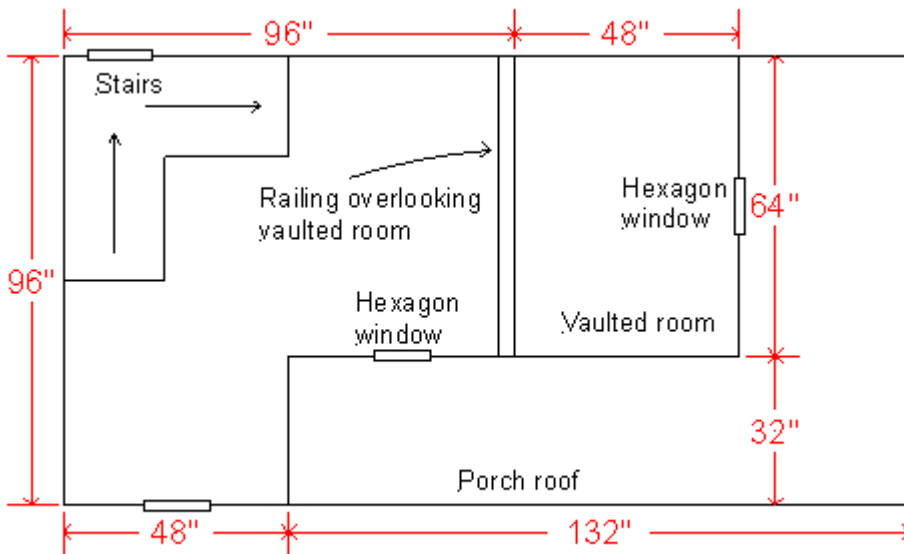 96"
48"
Stairs
Railing overlooking
vaulted room
Hexagon
window
64"
96"
Hexagon
window
Vaulted room
32"
Porch roof
48"
132"